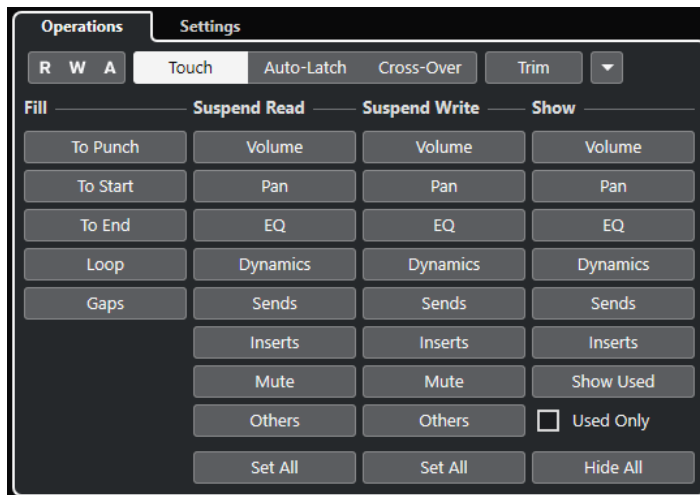 Operations Settings
R W A Touch Auto-Latch Cross-Over Trim
Fill Suspend Read Suspend Write Show
To Punch Volume Volume Volume
To Start Pan Pan Pan
To End EQ EQ EQ
Loop Dynamics Dynamics Dynamics
Gaps Sends Sends Sends
Inserts Inserts Inserts
Mute Mute Show Used
Others Others Used Only
Set All Set All Hide All